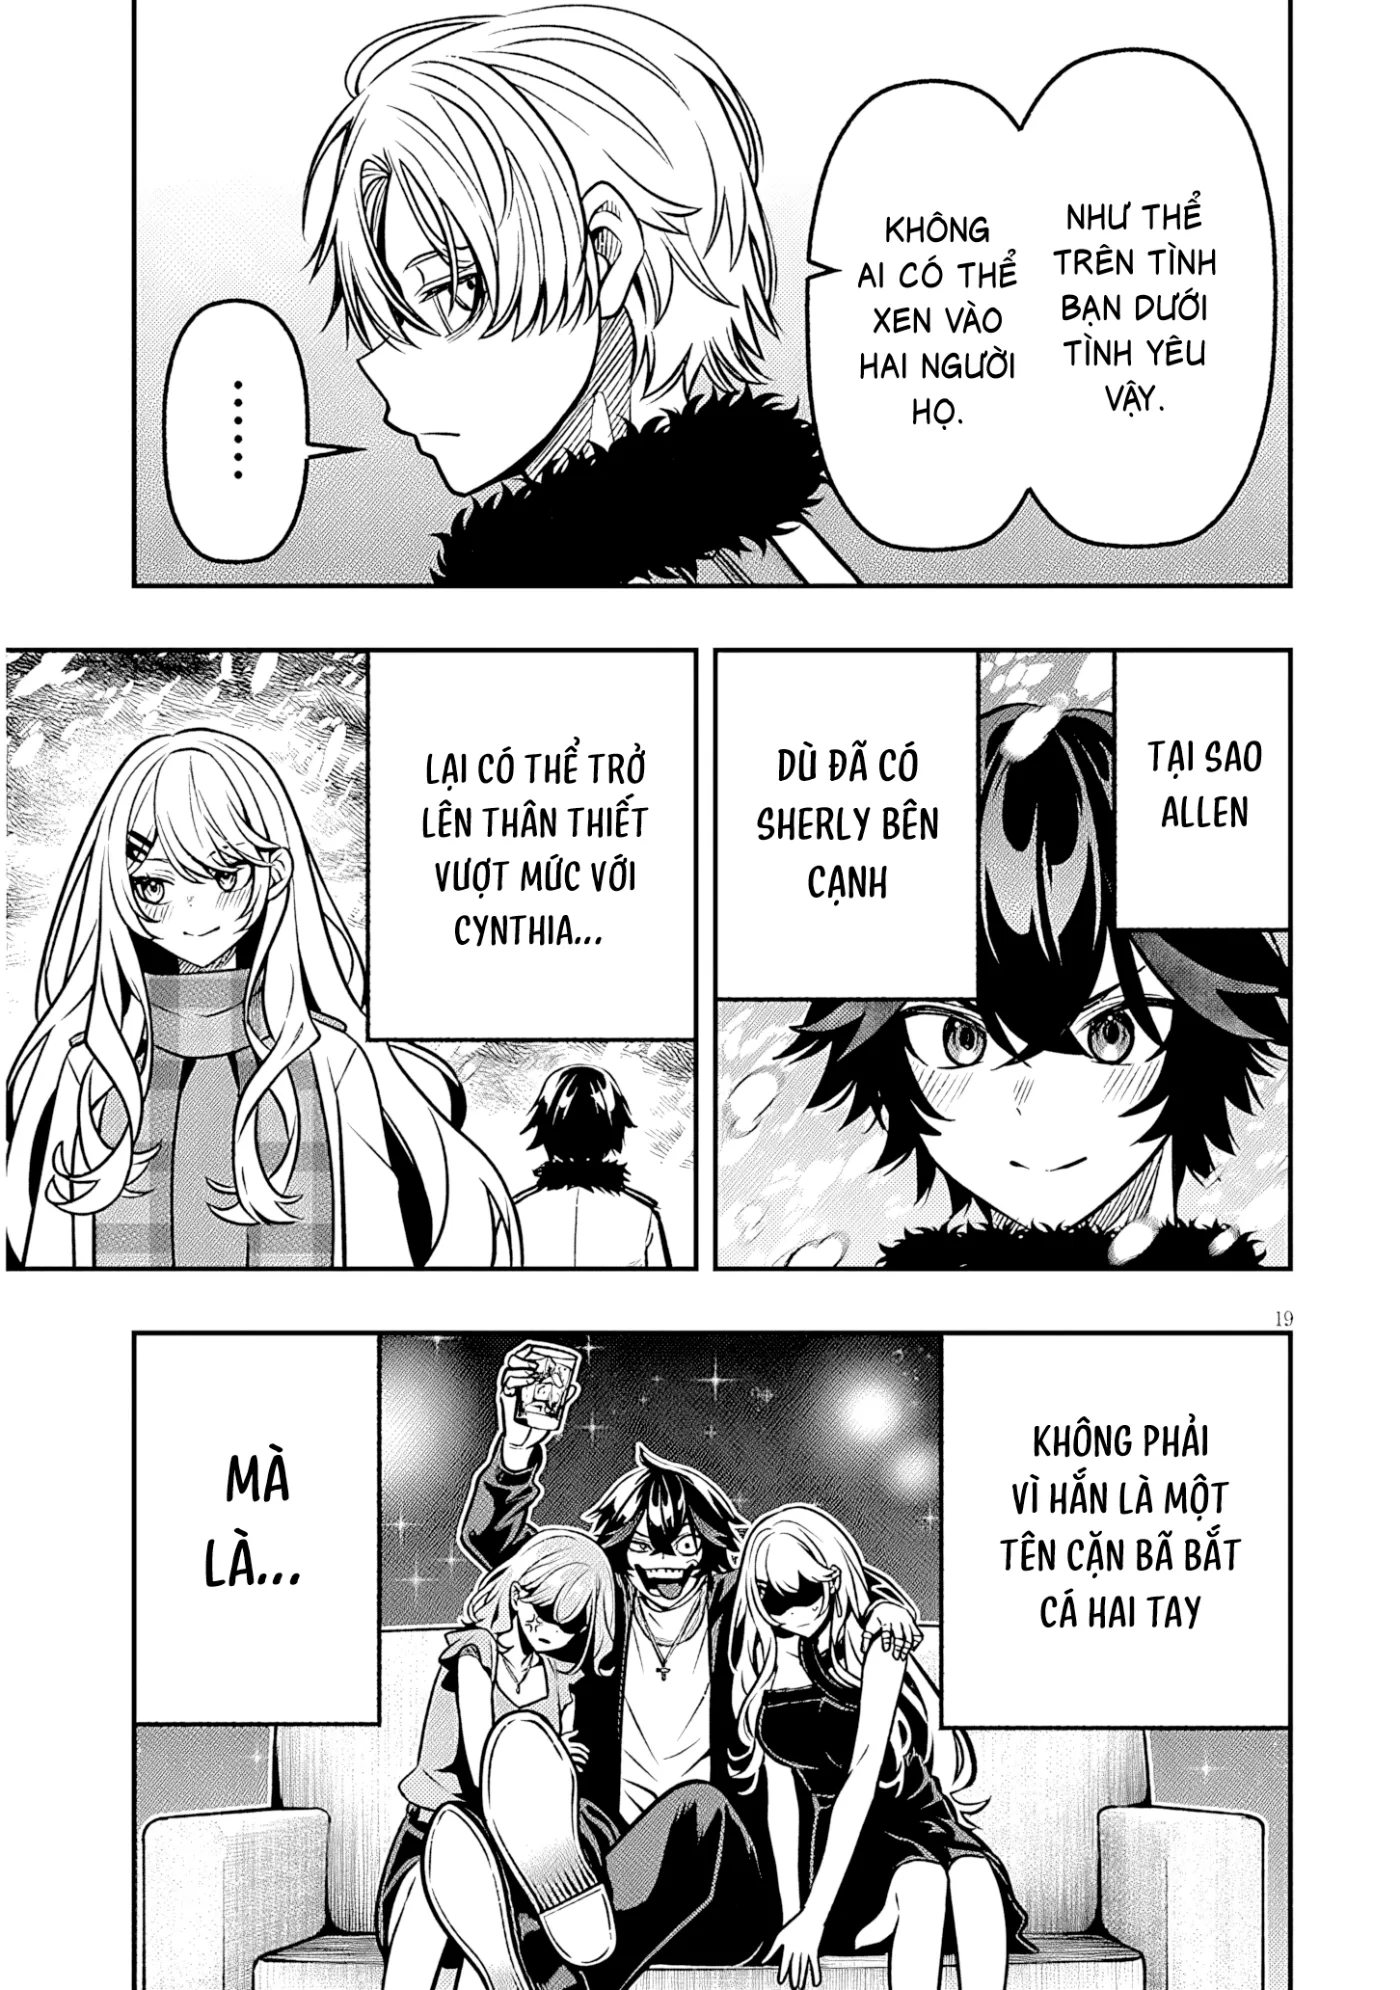 NHƯ THỂ
TRÊN TÌNH
BẠN DƯỚI
TÌNH YÊU
VẬY.
KHÔNG
AI CÓ THỂ
XEN VÀO
HAI NGƯỜI
HỌ.
......
TẠI SAO
ALLEN
DÙ ĐÃ CÓ
SHERLY BÊN
CẠNH
LẠI CÓ THỂ TRỞ
LÊN THÂN THIẾT
VƯỢT MỨC VỚI
CYNTHIA...
19
KHÔNG PHẢI
VÌ HẮN LÀ MỘT
TÊN CẶN BÃ BẮT
CÁ HAI TAY
MÀ
LÀ...